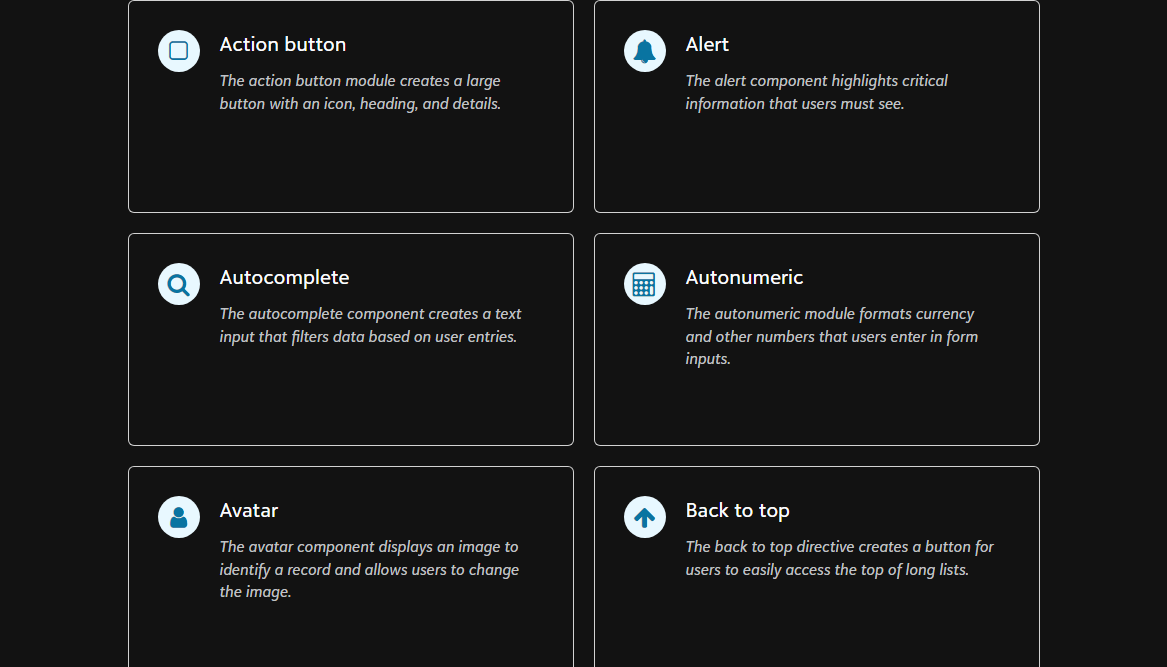 Action button
The action button module creates a large
button with an icon, heading, and details.
Alert
The alert component highlights critical
information that users must see.
Autocomplete
The autocomplete component creates a text
input that filters data based on user entries.
Autonumeric
The autonumeric module formats currency
and other numbers that users enter in form
inputs.
Avatar
The avatar component displays an image to
identify a record and allows users to change
the image.
Back to top
The back to top directive creates a button for
users to easily access the top of long lists.